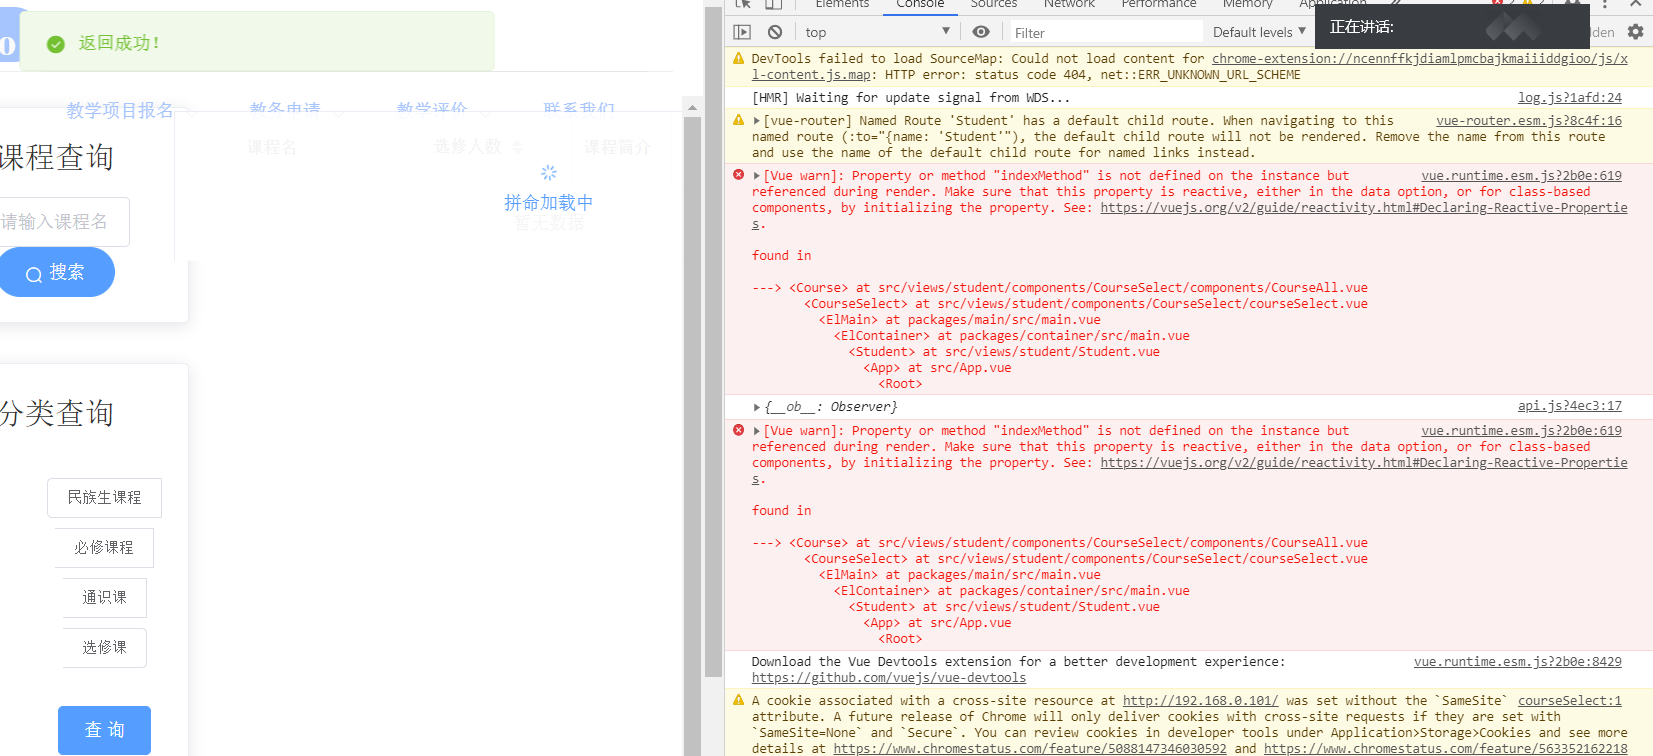 返回成功！
教学项目报名
教务申请
教学评价
联系我们
课程查询
课程名
选修人数
课程简介
请输入课程名
搜索
拼命加载中
暂无数据
分类查询
民族生课程
必修课程
通识课
选修课
查 询
Elements Console Sources Network Performance Memory Application
top
Filter
Default levels
正在讲话:
DevTools failed to load SourceMap: Could not load content for chrome-extension://ncennffkjdiamlpmcbajkmaiiiddgioo/js/x
l-content.js.map: HTTP error: status code 404, net::ERR_UNKNOWN_URL_SCHEME
[HMR] Waiting for update signal from WDS... log.js?1afd:24
[vue-router] Named Route 'Student' has a default child route. When navigating to this vue-router.esm.js?8c4f:16
named route (:to="{name: 'Student'"), the default child route will not be rendered. Remove the name from this route
and use the name of the default child route for named links instead.
[Vue warn]: Property or method "indexMethod" is not defined on the instance but vue.runtime.esm.js?2b0e:619
referenced during render. Make sure that this property is reactive, either in the data option, or for class-based
components, by initializing the property. See: https://vuejs.org/v2/guide/reactivity.html#Declaring-Reactive-Propertie
s.
found in
---> <Course> at src/views/student/components/CourseSelect/components/CourseAll.vue
<CourseSelect> at src/views/student/components/CourseSelect/courseSelect.vue
<ElMain> at packages/main/src/main.vue
<ElContainer> at packages/container/src/main.vue
<Student> at src/views/student/Student.vue
<App> at src/App.vue
<Root>
{__ob__: Observer} api.js?4ec3:17
[Vue warn]: Property or method "indexMethod" is not defined on the instance but vue.runtime.esm.js?2b0e:619
referenced during render. Make sure that this property is reactive, either in the data option, or for class-based
components, by initializing the property. See: https://vuejs.org/v2/guide/reactivity.html#Declaring-Reactive-Propertie
s.
found in
---> <Course> at src/views/student/components/CourseSelect/components/CourseAll.vue
<CourseSelect> at src/views/student/components/CourseSelect/courseSelect.vue
<ElMain> at packages/main/src/main.vue
<ElContainer> at packages/container/src/main.vue
<Student> at src/views/student/Student.vue
<App> at src/App.vue
<Root>
Download the Vue Devtools extension for a better development experience: vue.runtime.esm.js?2b0e:8429
https://github.com/vuejs/vue-devtools
A cookie associated with a cross-site resource at http://192.168.0.101/ was set without the `SameSite` courseSelect:1
attribute. A future release of Chrome will only deliver cookies with cross-site requests if they are set with
`SameSite=None` and `Secure`. You can review cookies in developer tools under Application>Storage>Cookies and see more
details at https://www.chromestatus.com/feature/5088147346030592 and https://www.chromestatus.com/feature/563352162218